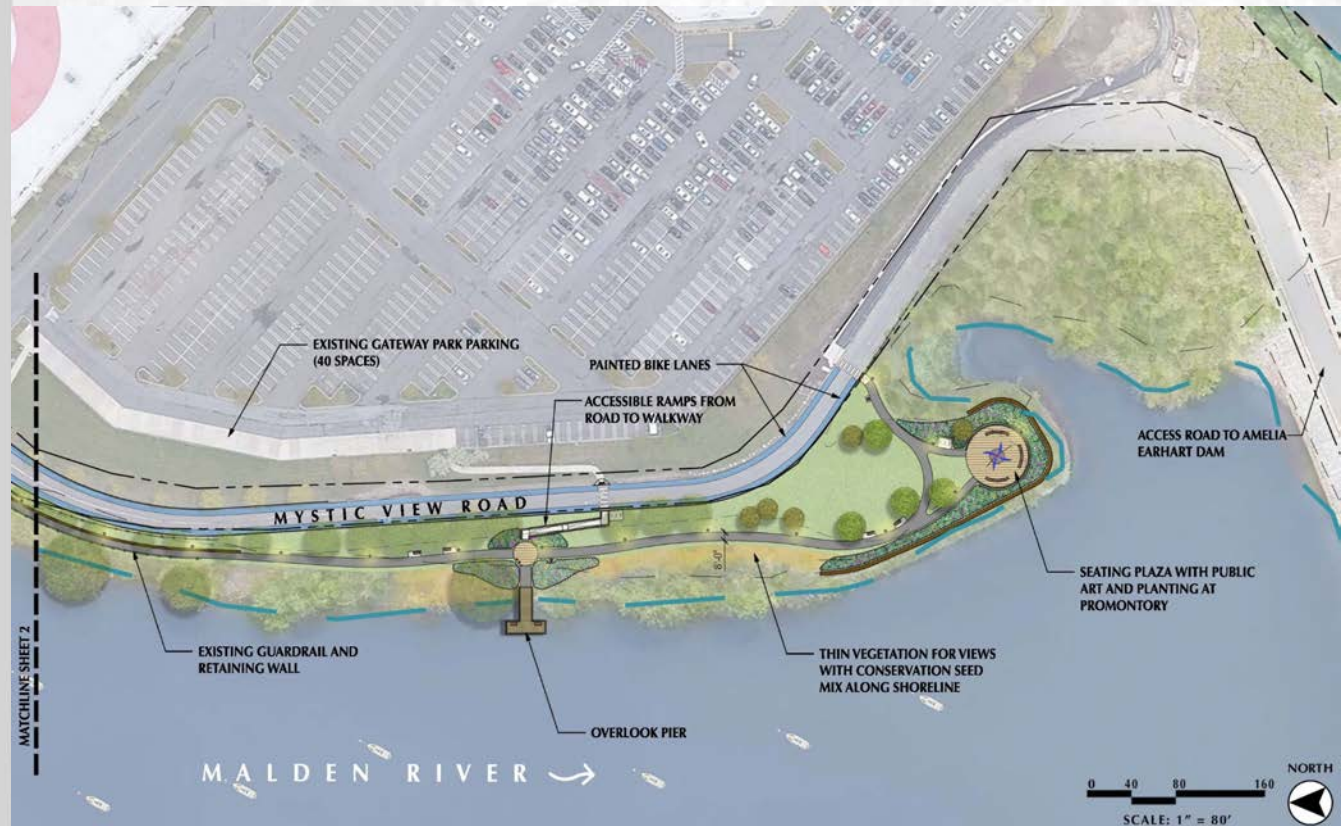 EXISTING GATEWAY PARK PARKING
(40 SPACES)
PAINTED BIKE LANES
ACCESSIBLE RAMPS FROM
ROAD TO WALKWAY
ACCESS ROAD TO AMELIA
EARHART DAM
MYSTIC VIEW ROAD
8'-0"
SEATING PLAZA WITH PUBLIC
ART AND PLANTING AT
PROMONTORY
EXISTING GUARDRAIL AND
RETAINING WALL
THIN VEGETATION FOR VIEWS
WITH CONSERVATION SEED
MIX ALONG SHORELINE
MATCHLINE SHEET 2
OVERLOOK PIER
MALDEN RIVER
NORTH
0 40 80 160
SCALE: 1" = 80'